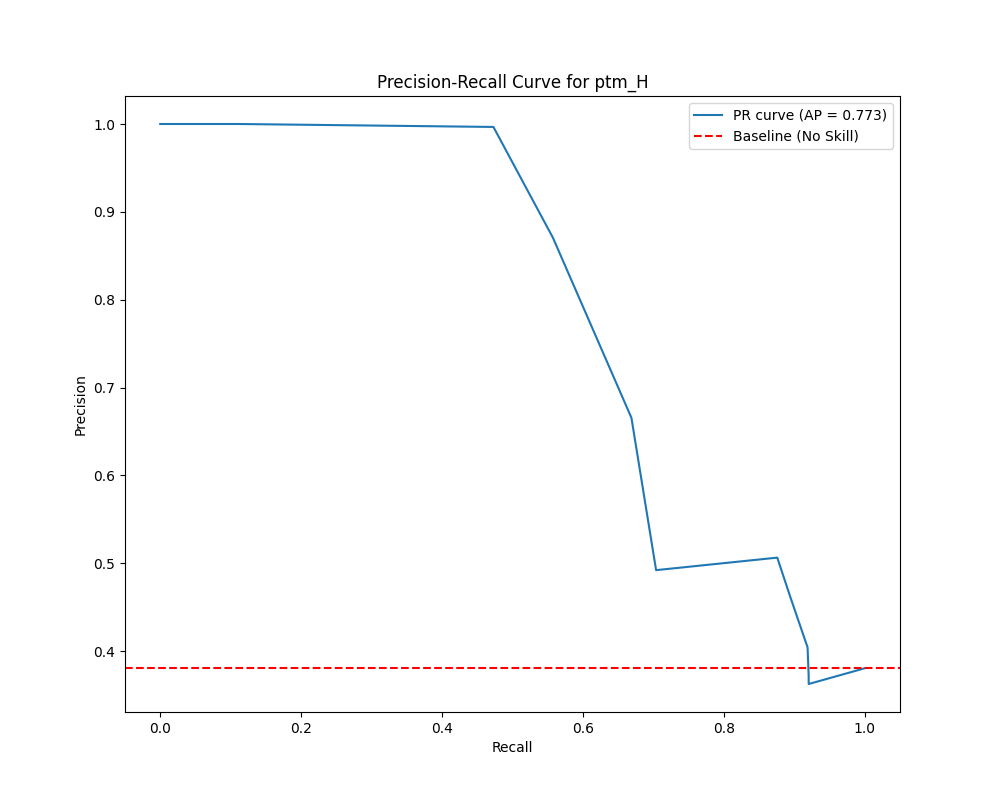 Precision-Recall Curve for ptm_H
PR curve (AP = 0.773)
Baseline (No Skill)
Precision
1.0
0.9
0.8
0.7
0.6
0.5
0.4
0.0 0.2 0.4 0.6 0.8 1.0
Recall